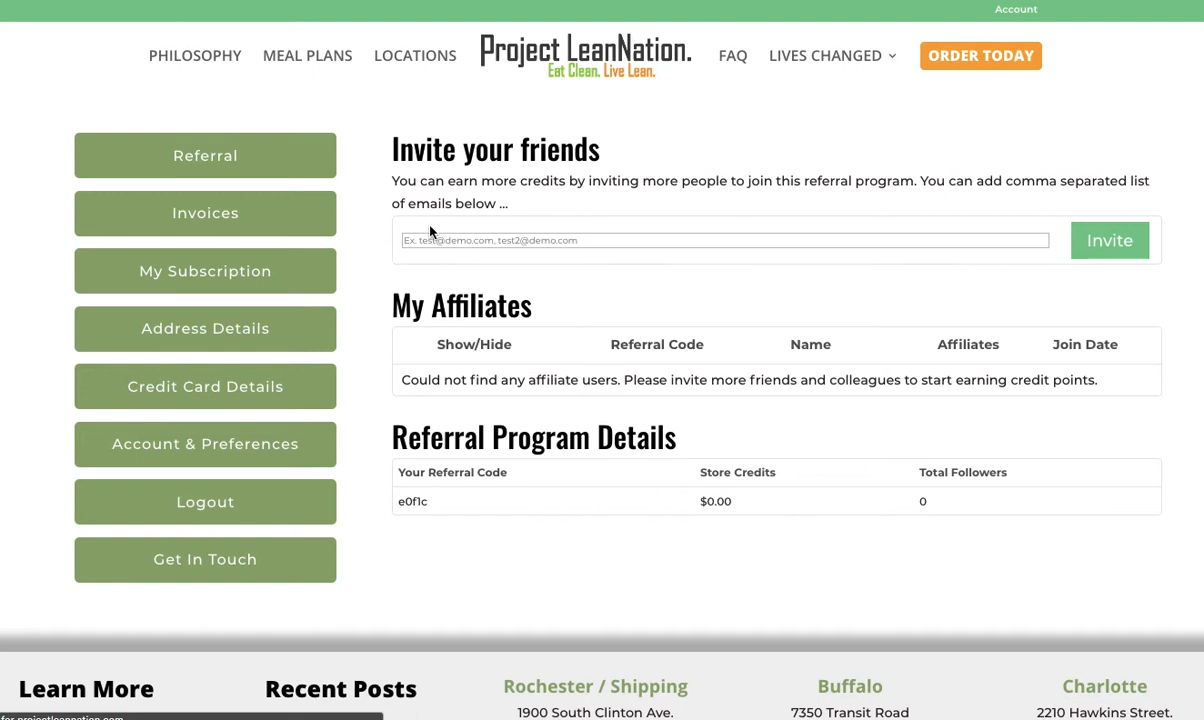 Account
PHILOSOPHY MEAL PLANS LOCATIONS Project LeanNation. FAQ LIVES CHANGED ORDER TODAY
Eat Clean. Live Lean.
Referral
Invoices
My Subscription
Address Details
Credit Card Details
Account & Preferences
Logout
Get In Touch
Invite your friends
You can earn more credits by inviting more people to join this referral program. You can add comma separated list
of emails below ...
Ex. test@demo.com, test2@demo.com
Invite
My Affiliates
Show/Hide Referral Code Name Affiliates Join Date
Could not find any affiliate users. Please invite more friends and colleagues to start earning credit points.
Referral Program Details
Your Referral Code Store Credits Total Followers
e0f1c $0.00 0
Learn More
Recent Posts
Rochester / Shipping
1900 South Clinton Ave.
Buffalo
7350 Transit Road
Charlotte
2210 Hawkins Street.